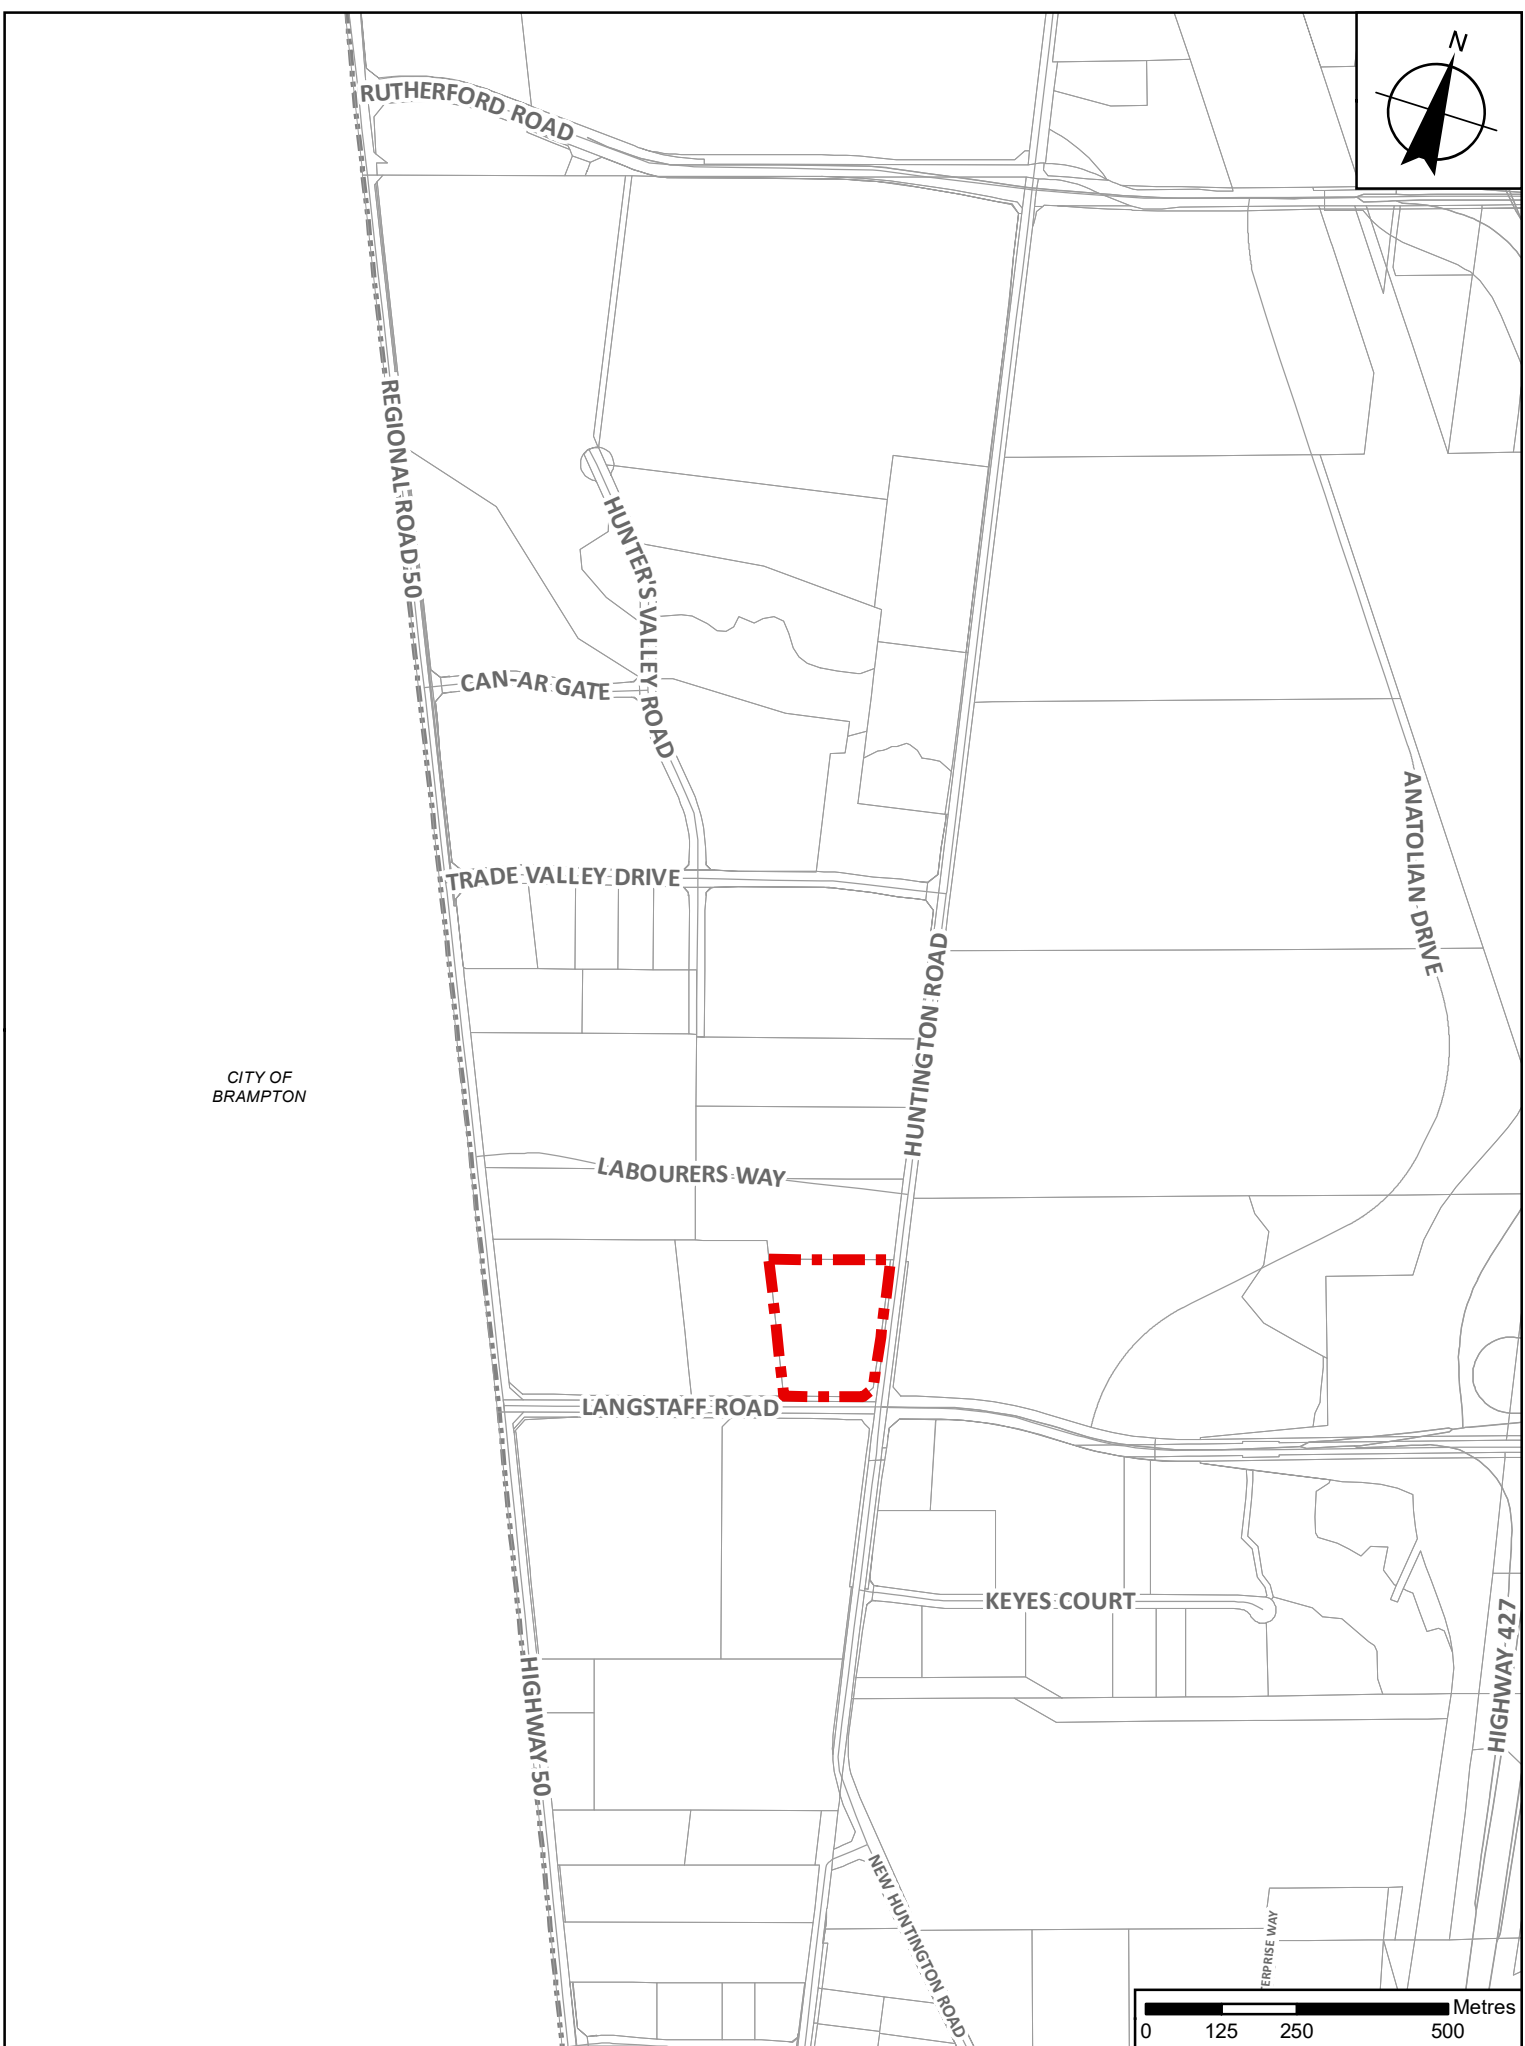 N
RUTHERFORD ROAD
REGIONAL ROAD 50
HUNTER'S VALLEY ROAD
CAN-AR GATE
ANATOLIAN DRIVE
TRADE VALLEY DRIVE
HUNTINGTON ROAD
CITY OF
BRAMPTON
LABOURERS WAY
LANGSTAFF ROAD
KEYES COURT
HIGHWAY 427
HIGHWAY 50
NEW HUNTINGTON ROAD
ERPRISE WAY
Metres
0 125 250 500